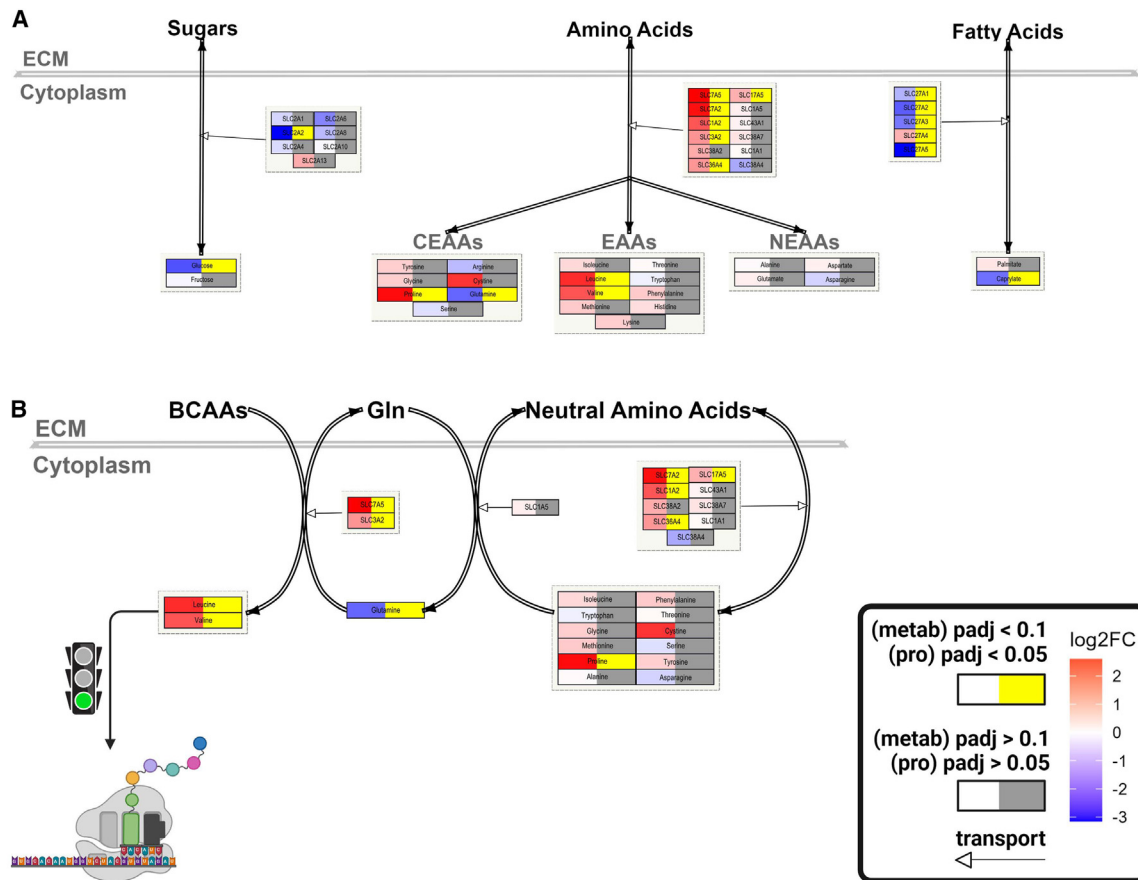 A
Sugars
Amino Acids
Fatty Acids
ECM
Cytoplasm
SLC2A1 SLC2A6
SLC2A2 SLC2A8
SLC2A4 SLC2A10
SLC2A13
SLC7A5 SLC17A5
SLC7A2 SLC1A5
SLC1A2 SLC43A1
SLC3A2 SLC38A7
SLC38A2 SLC1A1
SLC36A4 SLC38A4
SLC27A1
SLC27A2
SLC27A3
SLC27A4
SLC27A5
CEAAs
EAAs
NEAAs
Glucose
Fructose
Tyrosine Arginine
Glycine Cystine
Proline Glutamine
Serine
Isoleucine Threonine
Leucine Tryptophan
Valine Phenylalanine
Methionine Histidine
Lysine
Alanine Aspartate
Glutamate Asparagine
Palmitate
Caprylate
B
BCAAs
Gln
Neutral Amino Acids
ECM
Cytoplasm
SLC7A5
SLC3A2
SLC1A5
SLC7A2 SLC17A5
SLC1A2 SLC43A1
SLC38A2 SLC38A7
SLC36A4 SLC1A1
SLC38A4
Leucine
Valine
Glutamine
Isoleucine Phenylalanine
Tryptophan Threonine
Glycine Cystine
Methionine Serine
Proline Tyrosine
Alanine Asparagine
(metab) padj < 0.1
(pro) padj < 0.05
(metab) padj > 0.1
(pro) padj > 0.05
transport
log2FC
2
1
0
-1
-2
-3